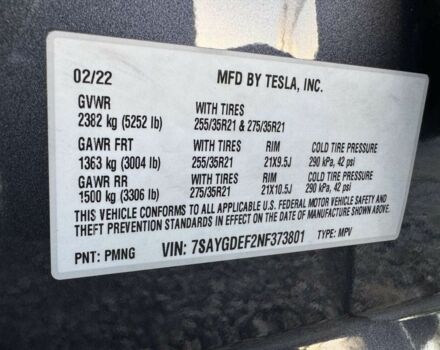 02/22 MFD BY TESLA, INC.
GVWR WITH TIRES
2382 kg (5252 lb) 255/35R21 & 275/35R21
GAWR FRT WITH TIRES RIM COLD TIRE PRESSURE
1363 kg (3004 lb) 255/35R21 21X9.5J 290 kPa, 42 psi
GAWR RR WITH TIRES RIM COLD TIRE PRESSURE
1500 kg (3306 lb) 275/35R21 21X10.5J 290 kPa, 42 psi
THIS VEHICLE CONFORMS TO ALL APPLICABLE U.S. FEDERAL MOTOR VEHICLE SAFETY AND
THEFT PREVENTION STANDARDS IN EFFECT ON THE DATE OF MANUFACTURE SHOWN ABOVE.
PNT: PMNG VIN: 7SAYGDEF2NF373801 TYPE: MPV